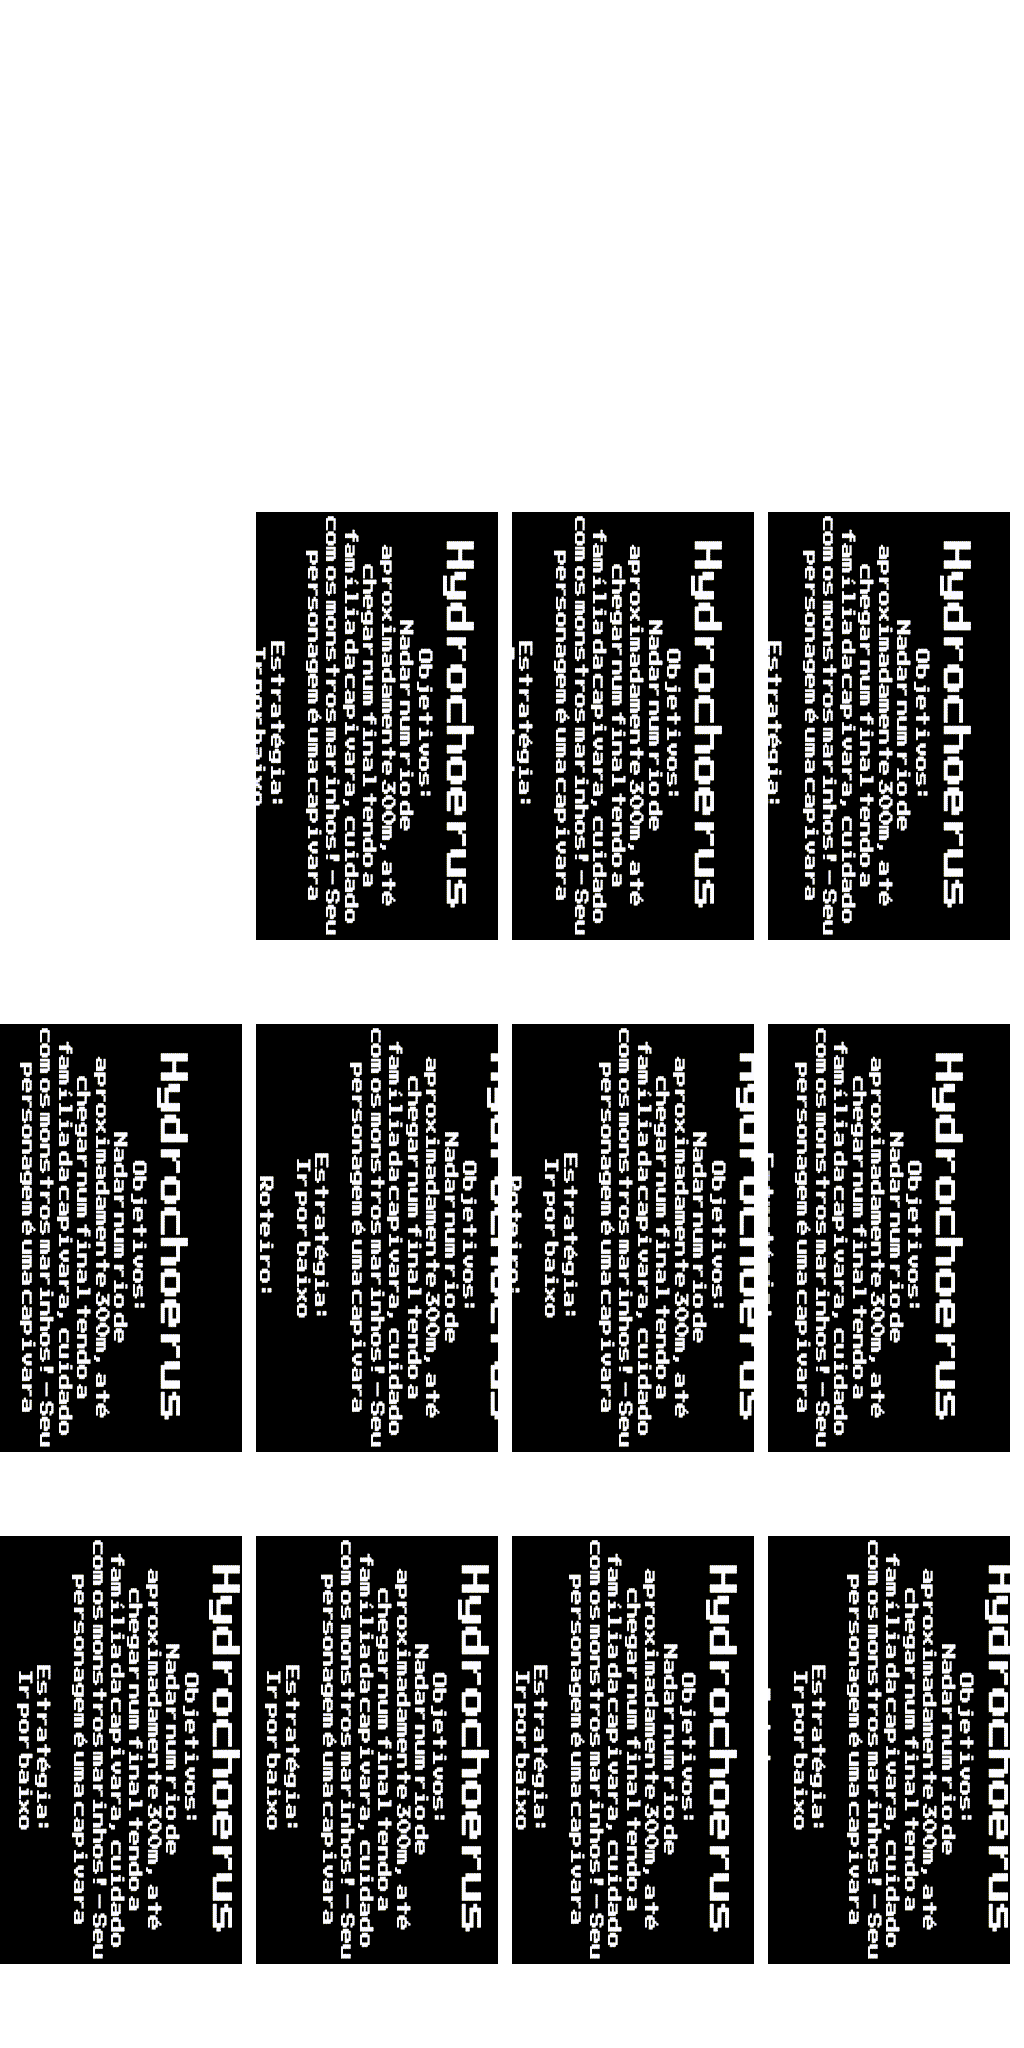 Hydrochoerus
Objetivos:
Nadar num rio de
aproximadamente 300m, até
chegar num final tendo a
família da capivara, cuidado
com os monstros marinhos! - Seu
personagem é uma capivara
Estratégia:
Hydrochoerus
Objetivos:
Nadar num rio de
aproximadamente 300m, até
chegar num final tendo a
família da capivara, cuidado
com os monstros marinhos! - Seu
personagem é uma capivara
Hydrochoerus
Objetivos:
Nadar num rio de
aproximadamente 300m, até
chegar num final tendo a
família da capivara, cuidado
com os monstros marinhos! - Seu
personagem é uma capivara
Estratégia:
Ir por baixo
Hydrochoerus
Objetivos:
Nadar num rio de
aproximadamente 300m, até
chegar num final tendo a
família da capivara, cuidado
com os monstros marinhos! - Seu
personagem é uma capivara
Estratégia:
Hydrochoerus
Objetivos:
Nadar num rio de
aproximadamente 300m, até
chegar num final tendo a
família da capivara, cuidado
com os monstros marinhos! - Seu
personagem é uma capivara
Estratégia:
Ir por baixo
Roteiro:
Hydrochoerus
Objetivos:
Nadar num rio de
aproximadamente 300m, até
chegar num final tendo a
família da capivara, cuidado
com os monstros marinhos! - Seu
personagem é uma capivara
Estratégia:
Ir por baixo
Hydrochoerus
Objetivos:
Nadar num rio de
aproximadamente 300m, até
chegar num final tendo a
família da capivara, cuidado
com os monstros marinhos! - Seu
personagem é uma capivara
Estratégia:
Ir por baixo
Objetivos:
Nadar num rio de
aproximadamente 300m, até
chegar num final tendo a
família da capivara, cuidado
com os monstros marinhos! - Seu
personagem é uma capivara
Estratégia:
Ir por baixo
Roteiro:
Hydrochoerus
Objetivos:
Nadar num rio de
aproximadamente 300m, até
chegar num final tendo a
família da capivara, cuidado
com os monstros marinhos! - Seu
personagem é uma capivara
Estratégia:
Ir por baixo
Hydrochoerus
Objetivos:
Nadar num rio de
aproximadamente 300m, até
chegar num final tendo a
família da capivara, cuidado
com os monstros marinhos! - Seu
personagem é uma capivara
Hydrochoerus
Objetivos:
Nadar num rio de
aproximadamente 300m, até
chegar num final tendo a
família da capivara, cuidado
com os monstros marinhos! - Seu
personagem é uma capivara
Estratégia:
Ir por baixo